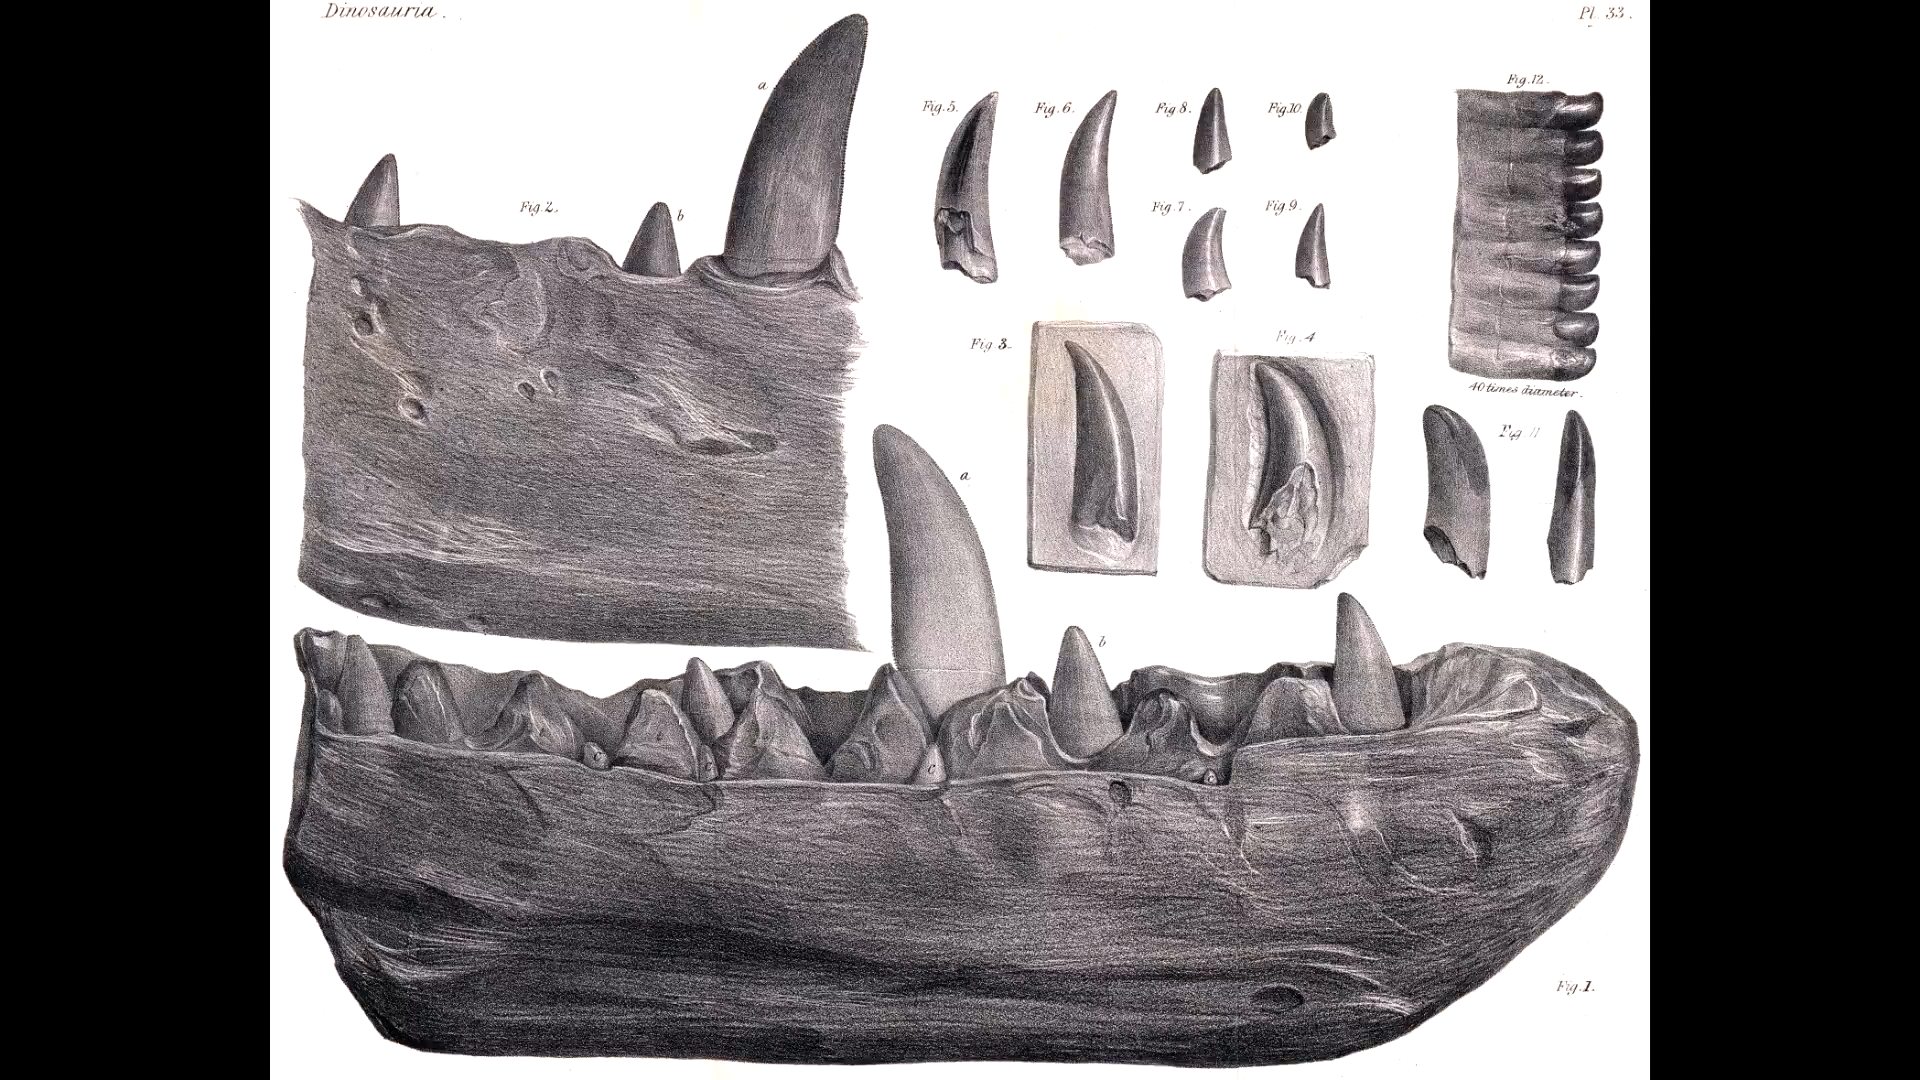 Dinosauria.
Pl. 33.
a
Fig. 12.
Fig. 5.
Fig. 6.
Fig. 8.
Fig. 10.
Fig. 2.
b
Fig. 7.
Fig. 9.
Fig. 3.
Fig. 4
40 times diameter.
Fig. 11
a
b
c
Fig. 1.